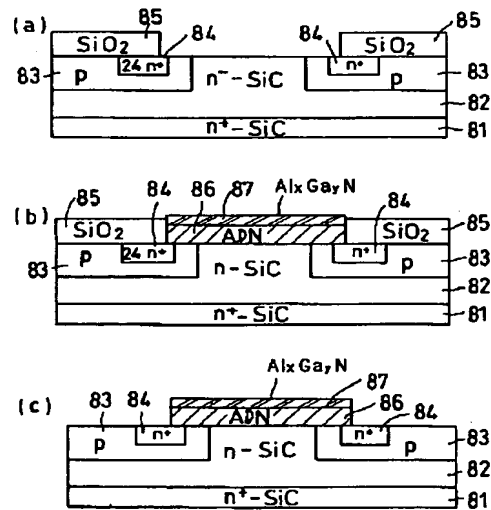 (a)
85 84 84 85
SiO₂ SiO₂
83 p 24 n⁺ n⁻-SiC n⁺ p 83
82
n⁺-SiC 81
(b)
85 84 86 87 AlxGayN 84
SiO₂ ADN SiO₂ 85
83 p 24 n⁺ n-SiC n⁺ p 83
82
n⁺-SiC 81
(c)
AlxGayN
83 84 87
ADN 86 84
p n⁺ n-SiC n⁺ p 83
82
n⁺-SiC 81